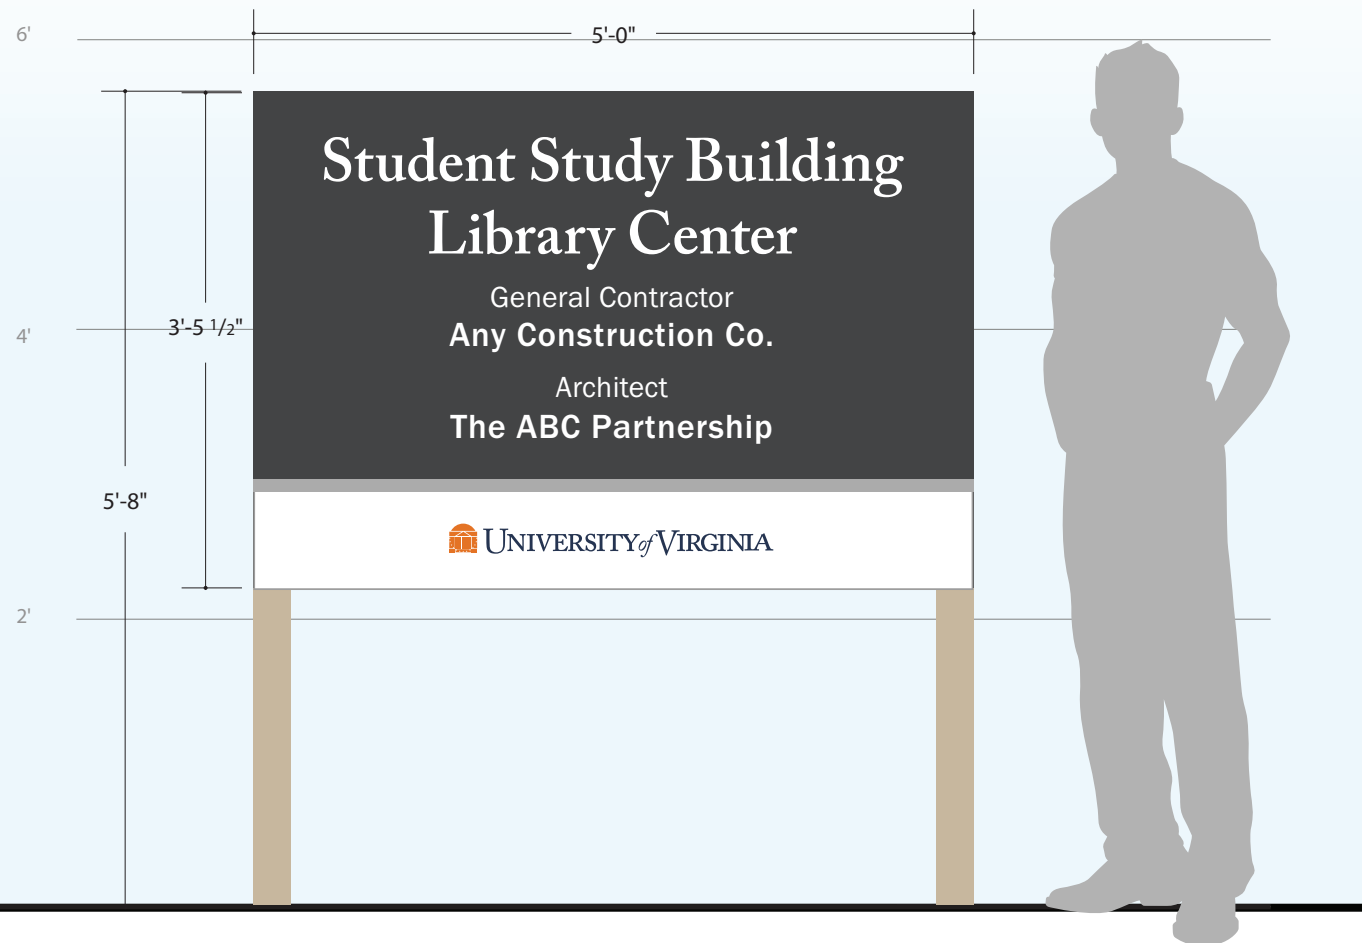 6'
5'-0"
Student Study Building
Library Center
General Contractor
3'-5 1/2"
4'
Any Construction Co.
Architect
The ABC Partnership
5'-8"
UNIVERSITY of VIRGINIA
2'